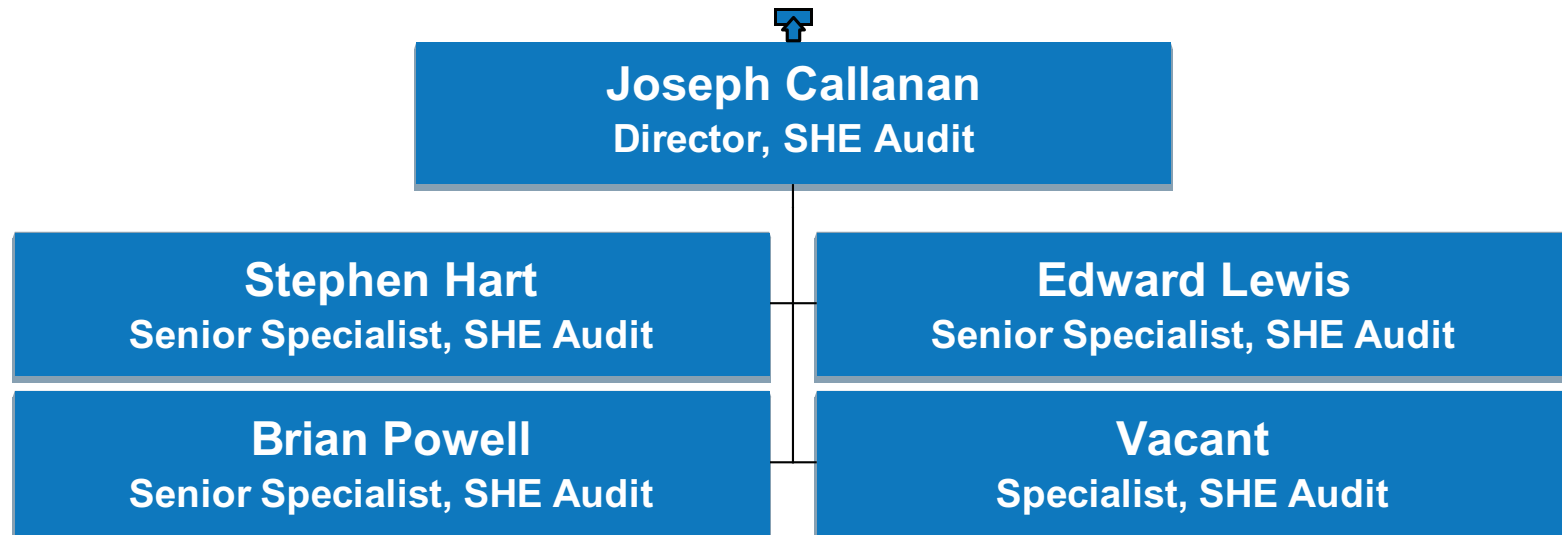 Joseph Callanan
Director, SHE Audit
Stephen Hart
Senior Specialist, SHE Audit
Edward Lewis
Senior Specialist, SHE Audit
Brian Powell
Senior Specialist, SHE Audit
Vacant
Specialist, SHE Audit